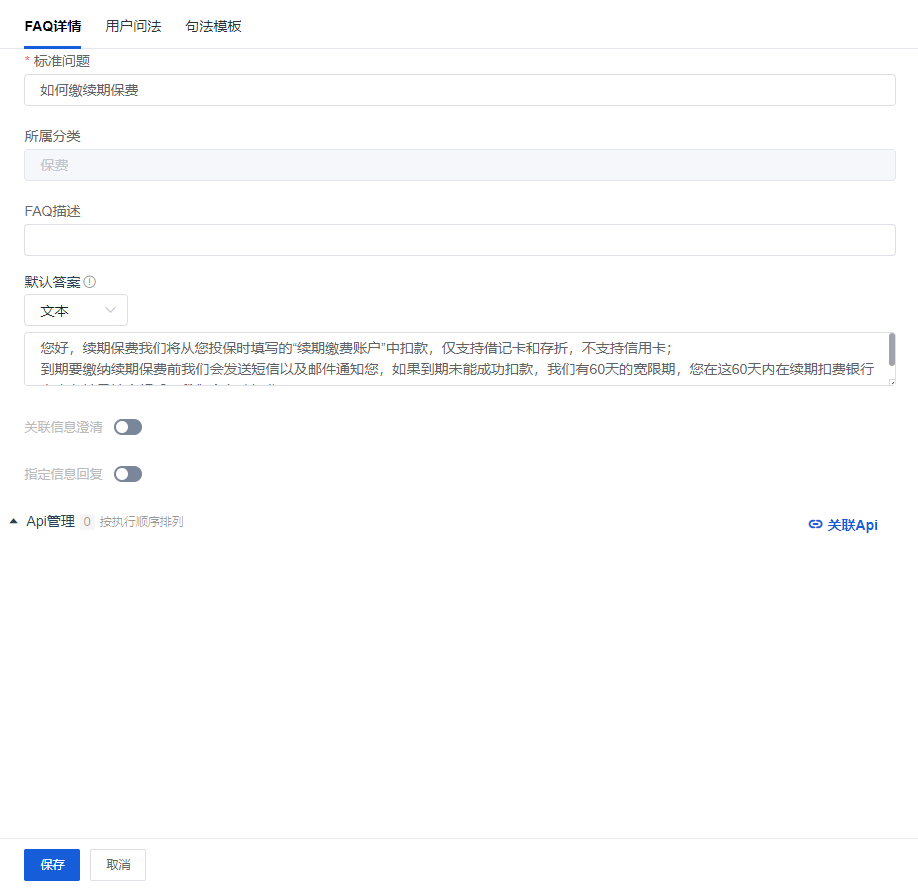 FAQ详情 用户问法 句法模板
* 标准问题
如何缴续期保费
所属分类
保费
FAQ描述
默认答案
文本
您好，续期保费我们将从您投保时填写的“续期缴费账户”中扣款，仅支持借记卡和存折，不支持信用卡；
到期要缴纳续期保费前我们会发送短信以及邮件通知您，如果到期未能成功扣款，我们有60天的宽限期，您在这60天内在续期扣费银行
关联信息澄清
指定信息回复
Api管理 0 按执行顺序排列
关联Api
保存 取消